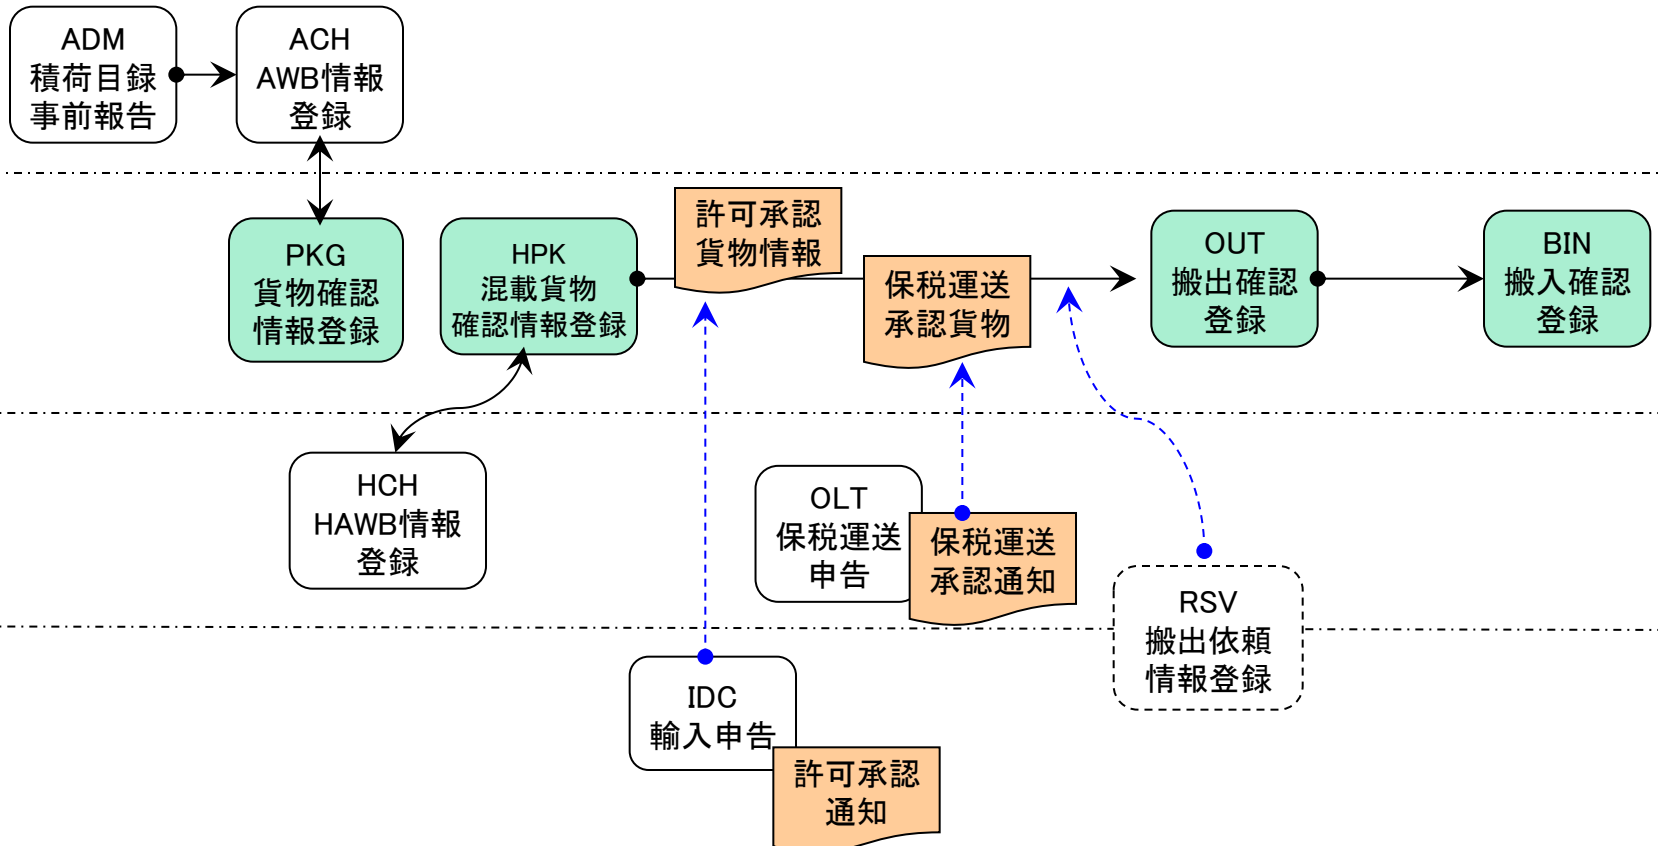 ADM
積荷目録
事前報告
ACH
AWB情報
登録
PKG
貨物確認
情報登録
HPK
混載貨物
確認情報登録
許可承認
貨物情報
保税運送
承認貨物
OUT
搬出確認
登録
BIN
搬入確認
登録
HCH
HAWB情報
登録
OLT
保税運送
申告
保税運送
承認通知
RSV
搬出依頼
情報登録
IDC
輸入申告
許可承認
通知